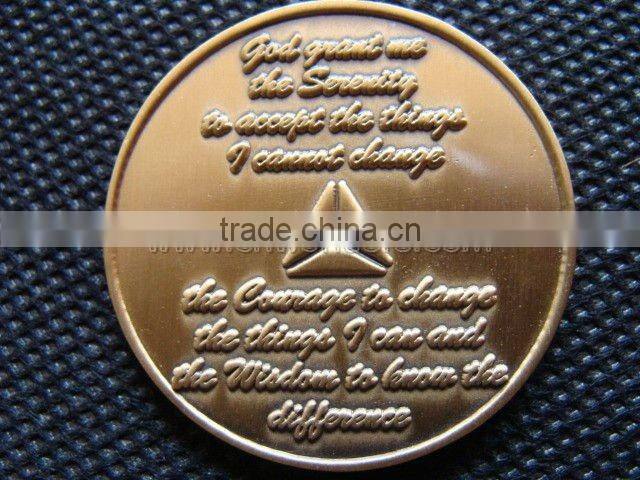 God grant me
the Serenity
to accept the things
I cannot change
trade.china.cn
the Courage to change
the things I can and
the Wisdom to know the
difference